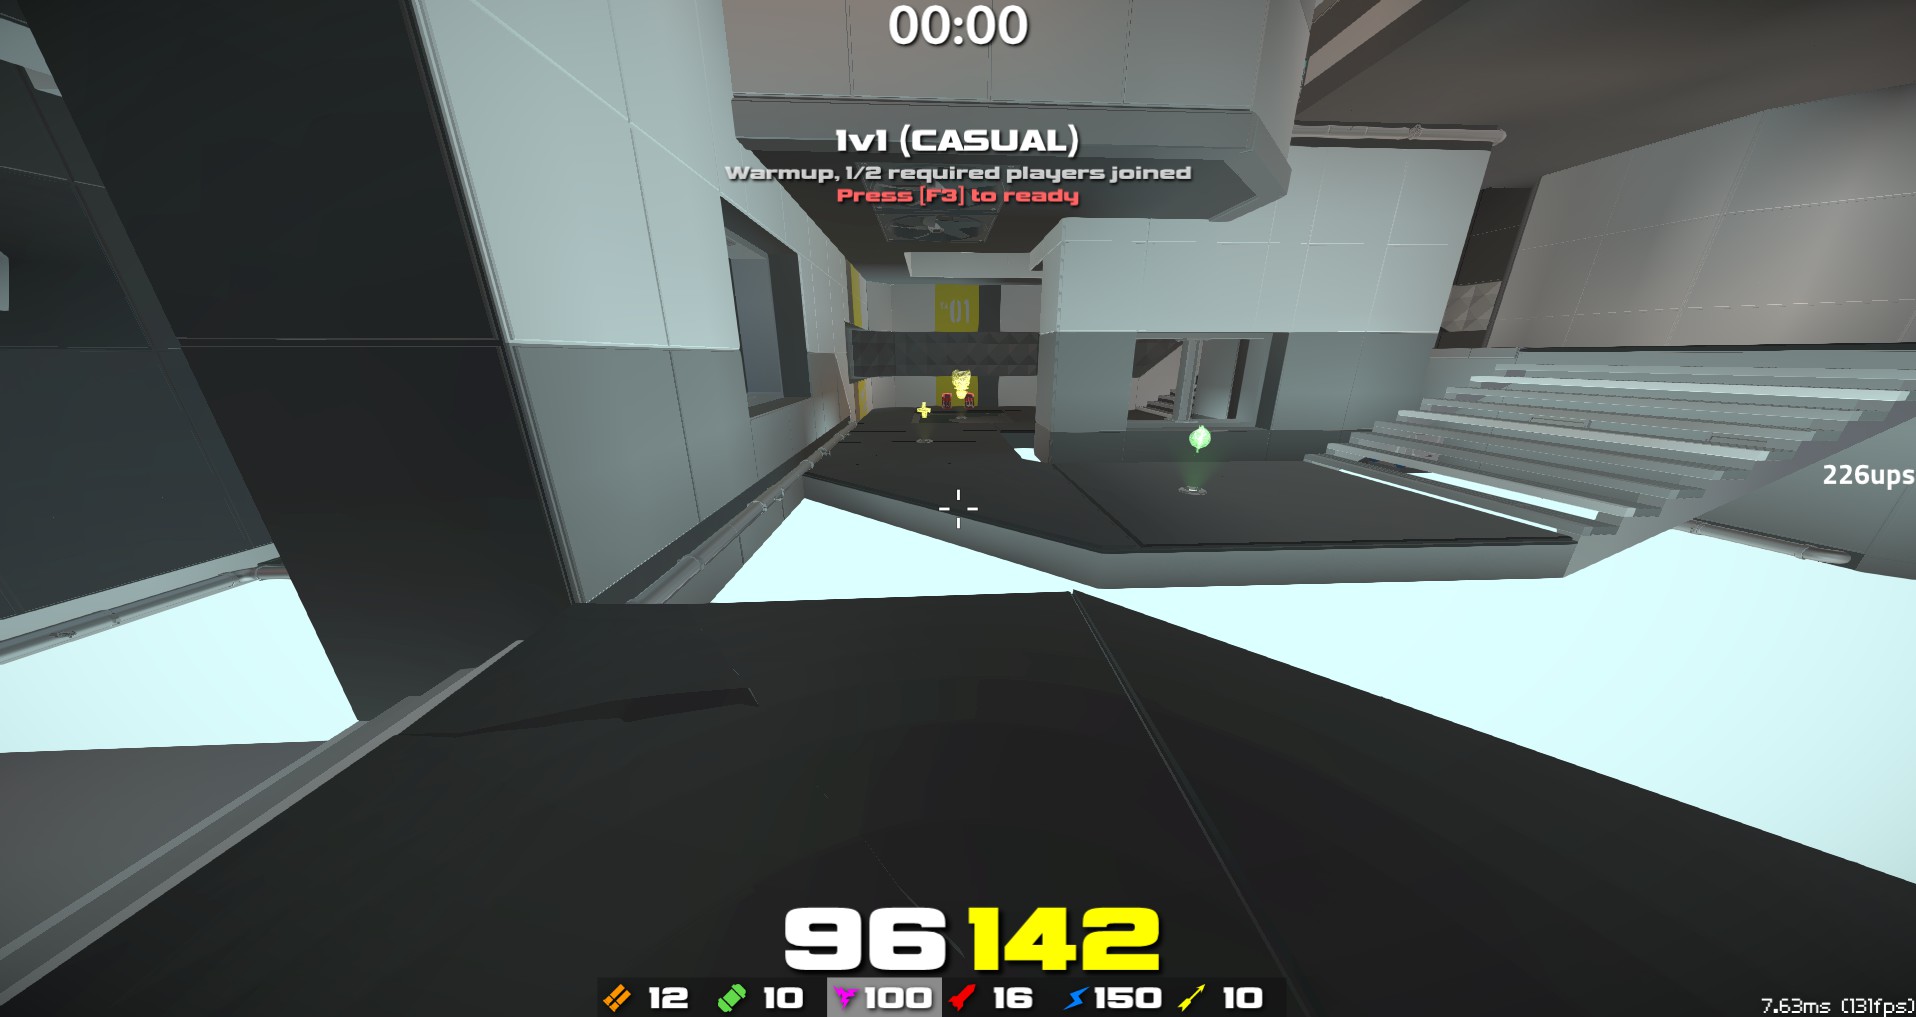 00:00
1v1 (CASUAL)
Warmup, 1/2 required players joined
Press [F3] to ready
01
226ups
96 142
12 10 100 16 150 10
7.63ms (131fps)